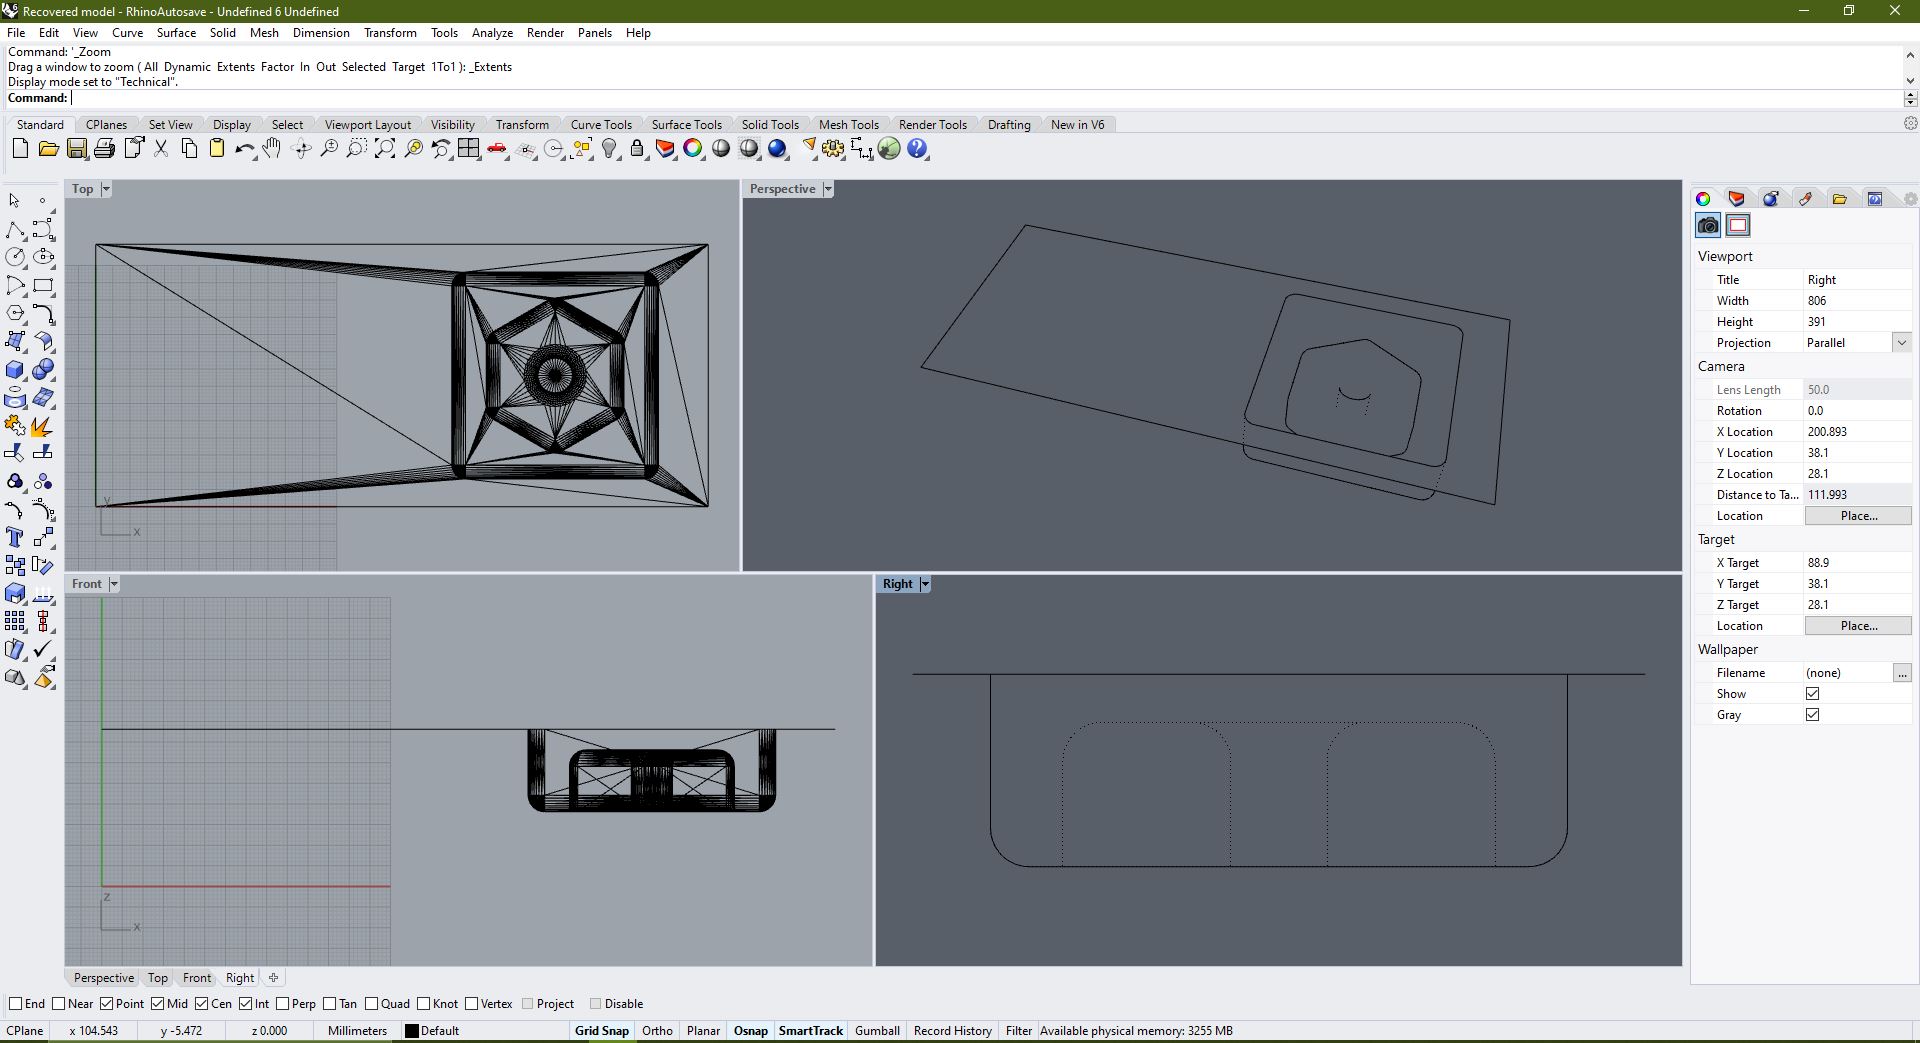 Recovered model - RhinoAutosave - Undefined 6 Undefined
File Edit View Curve Surface Solid Mesh Dimension Transform Tools Analyze Render Panels Help
Command: '_Zoom
Drag a window to zoom ( All Dynamic Extents Factor In Out Selected Target 1To1 ): _Extents
Display mode set to "Technical".
Command:
Standard CPlanes Set View Display Select Viewport Layout Visibility Transform Curve Tools Surface Tools Solid Tools Mesh Tools Render Tools Drafting New in V6
Top
Perspective
y
x
Front
Right
z
x
Viewport
Title Right
Width 806
Height 391
Projection Parallel
Camera
Lens Length 50.0
Rotation 0.0
X Location 200.893
Y Location 38.1
Z Location 28.1
Distance to Ta... 111.993
Location Place...
Target
X Target 88.9
Y Target 38.1
Z Target 28.1
Location Place...
Wallpaper
Filename (none) ...
Show
Gray
Perspective Top Front Right
End Near Point Mid Cen Int Perp Tan Quad Knot Vertex Project Disable
CPlane x 104.543 y -5.472 z 0.000 Millimeters Default Grid Snap Ortho Planar Osnap SmartTrack Gumball Record History Filter Available physical memory: 3255 MB